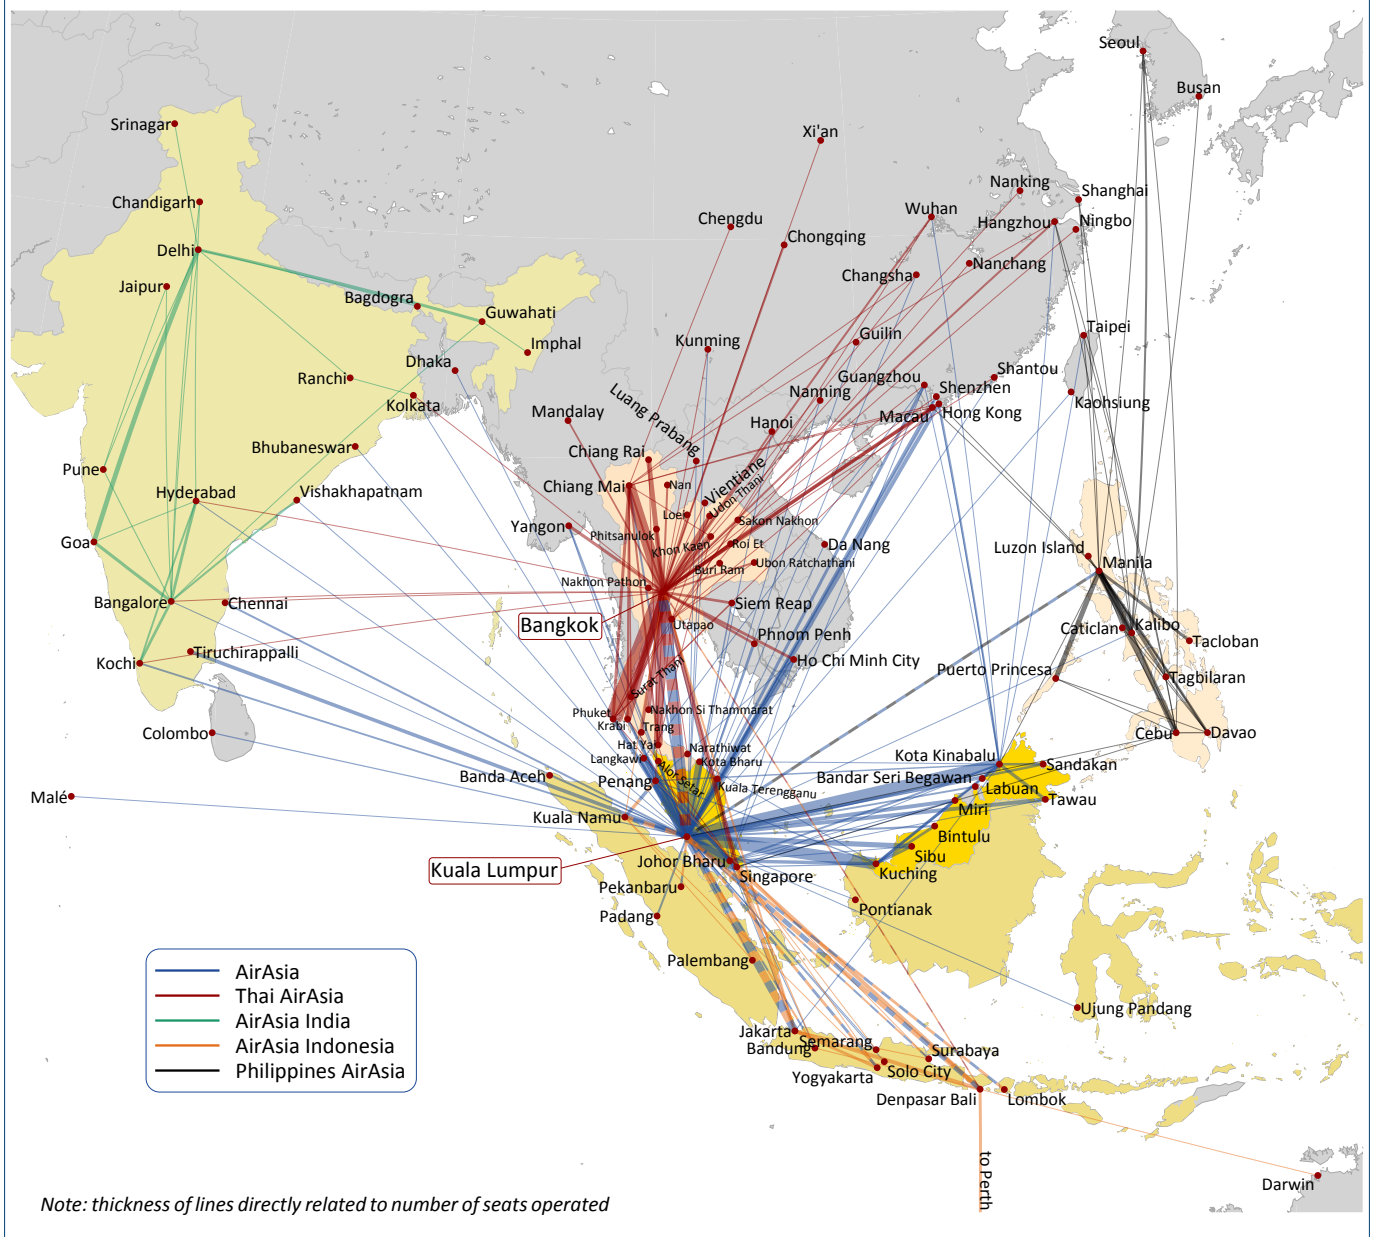 Seoul
Busan
Srinagar
Xi'an
Nanking
Shanghai
Chandigarh
Chengdu
Wuhan
Hangzhou
Ningbo
Delhi
Chongqing
Nanchang
Changsha
Jaipur
Bagdogra
Guwahati
Taipei
Imphal
Kunming
Guilin
Dhaka
Ranchi
Guangzhou
Shantou
Kolkata
Luang Prabang
Nanning
Shenzhen
Kaohsiung
Mandalay
Hanoi
Macau
Hong Kong
Bhubaneswar
Chiang Rai
Pune
Vientiane
Hyderabad
Vishakhapatnam
Chiang Mai
Nan
Udon Thani
Loei
Sakon Nakhon
Yangon
Phitsanulok
Goa
Khon Kaen
Roi Et
Da Nang
Luzon Island
Manila
Buri Ram
Ubon Ratchathani
Nakhon Pathon
Bangalore
Chennai
Siem Reap
Bangkok
Utapao
Phnom Penh
Caticlan
Kalibo
Tacloban
Tiruchirappalli
Kochi
Ho Chi Minh City
Puerto Princesa
Tagbilaran
Surat Thani
Phuket
Nakhon Si Thammarat
Krabi
Trang
Colombo
Cebu
Davao
Hat Yai
Narathiwat
Langkawi
Kota Bharu
Kota Kinabalu
Sandakan
Banda Aceh
Penang
Alor Setar
Kuala Terengganu
Bandar Seri Begawan
Labuan
Malé
Tawau
Miri
Kuala Namu
Bintulu
Johor Bharu
Sibu
Kuala Lumpur
Singapore
Kuching
Pekanbaru
Pontianak
Padang
Palembang
AirAsia
Thai AirAsia
AirAsia India
AirAsia Indonesia
Philippines AirAsia
Ujung Pandang
Jakarta
Semarang
Bandung
Surabaya
Yogyakarta
Solo City
Denpasar Bali
Lombok
to Perth
Darwin
Note: thickness of lines directly related to number of seats operated